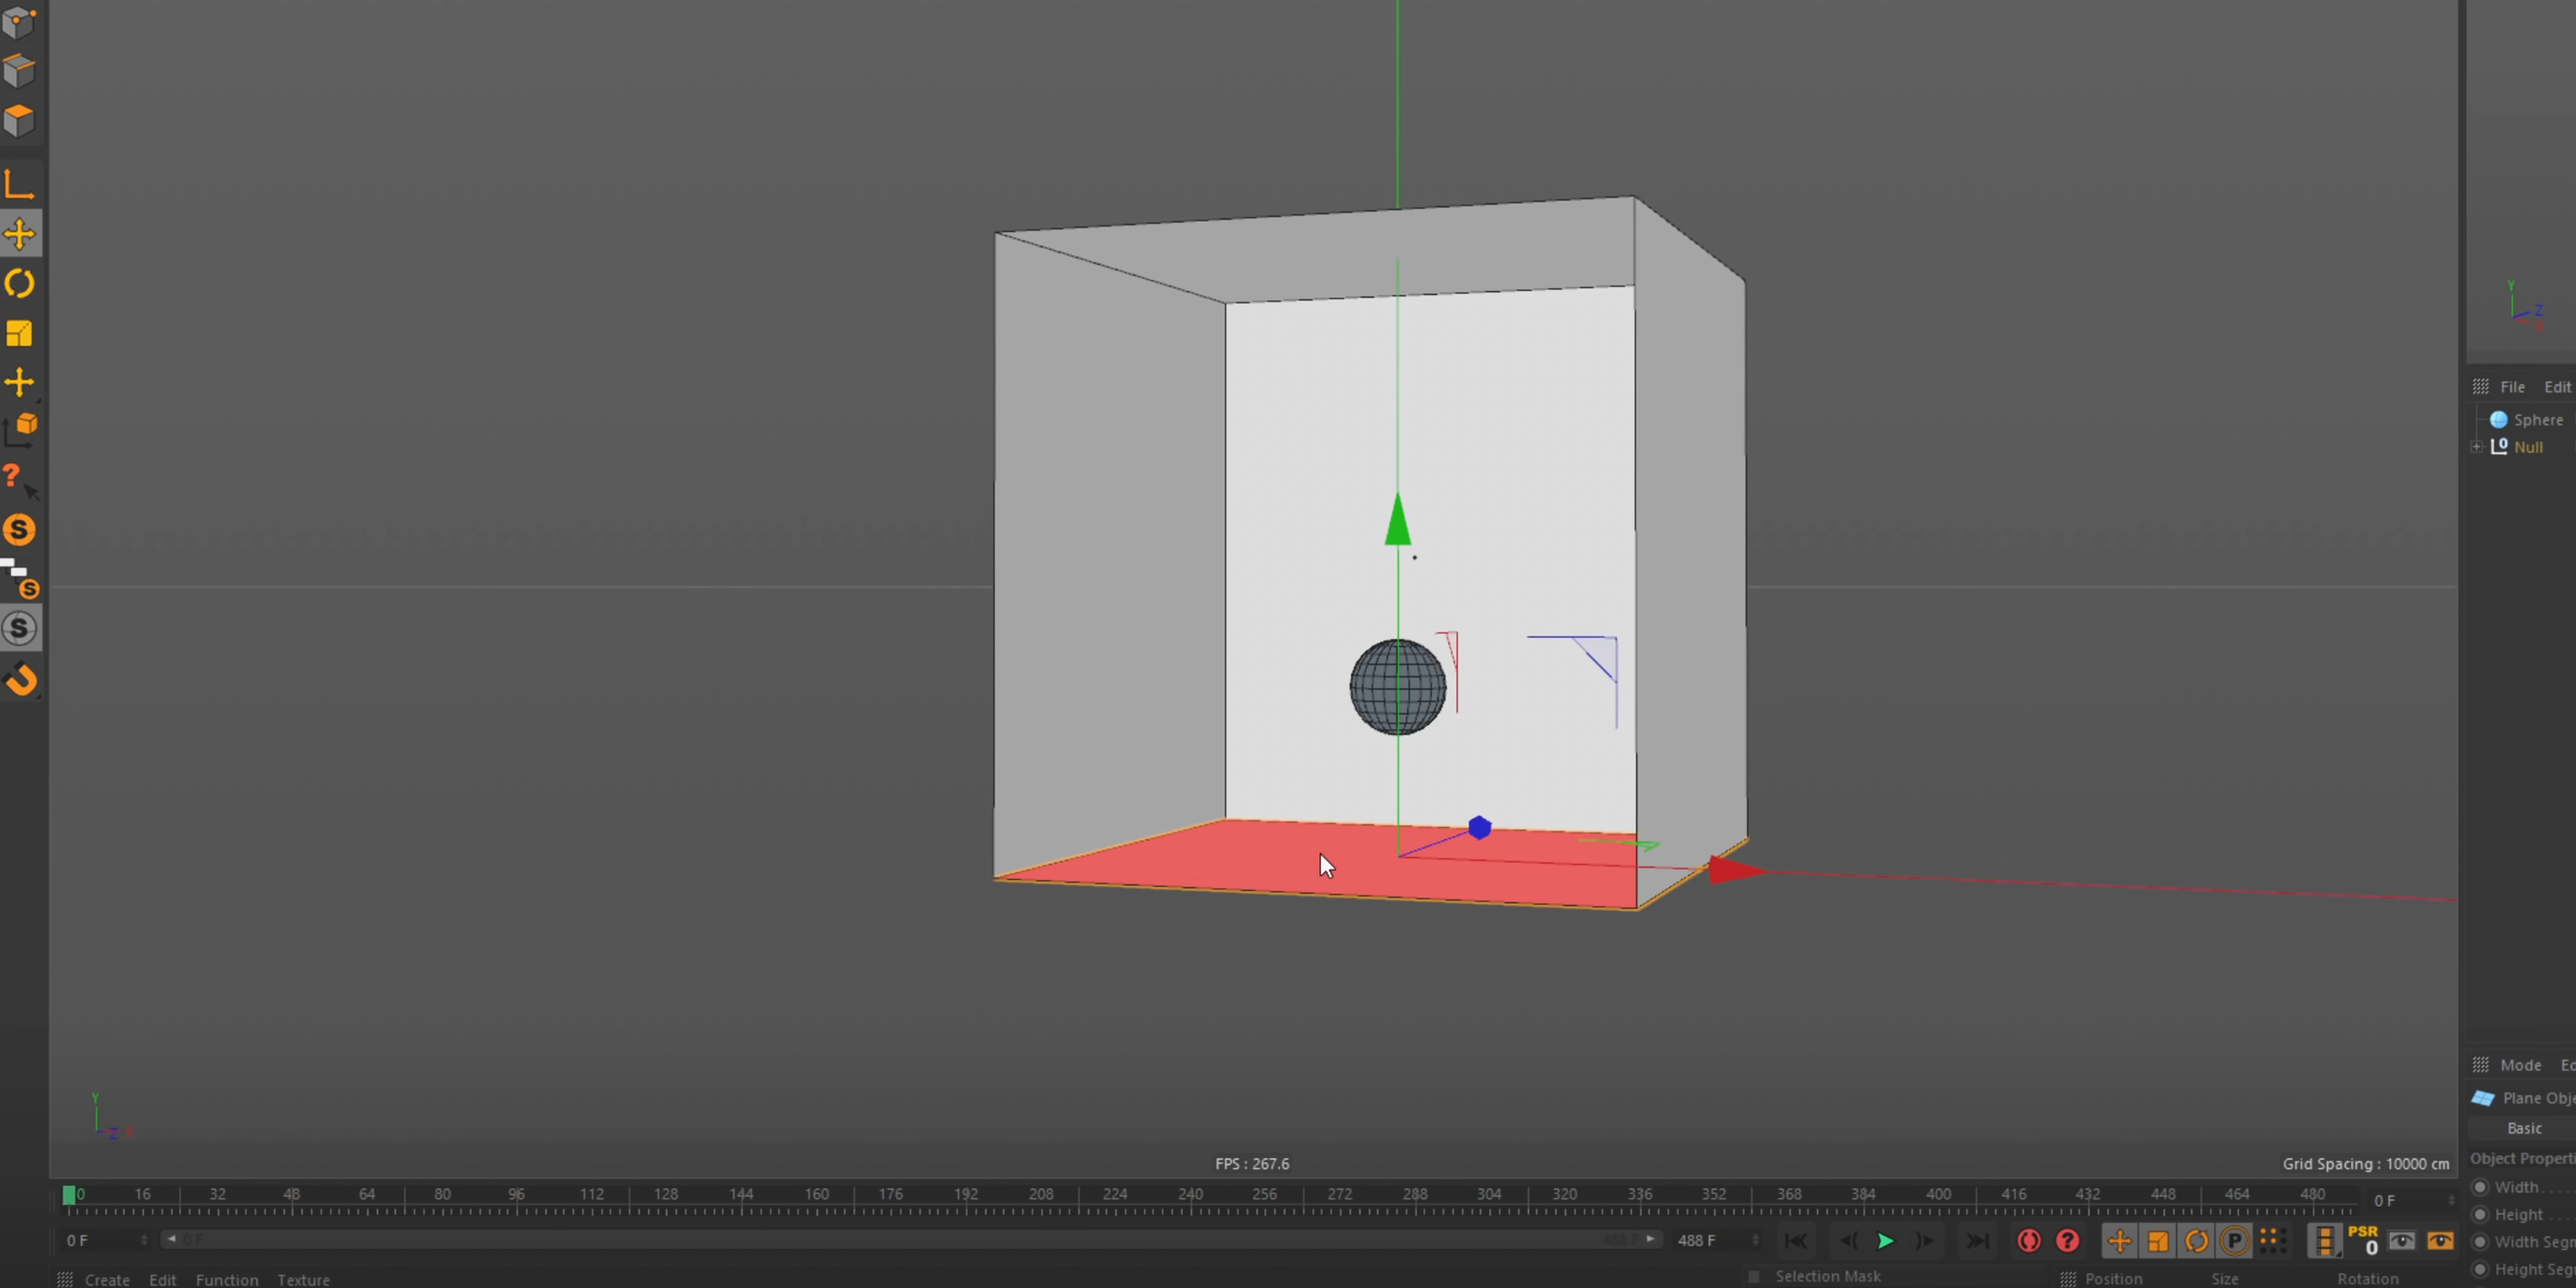 Y
Z
File Edit
Sphere
Null
Mode
Plane Obje
Basic
Object Properti
Width
Height
Width Segm
Height Seg
Y
Z X
FPS : 267.6
Grid Spacing : 10000 cm
0 16 32 48 64 80 96 112 128 144 160 176 192 208 224 240 256 272 288 304 320 336 352 368 384 400 416 432 448 464 480 0 F
0 F 0 F 488 F 488 F
PSR
0
Create Edit Function Texture
Selection Mask
Position Size Rotation